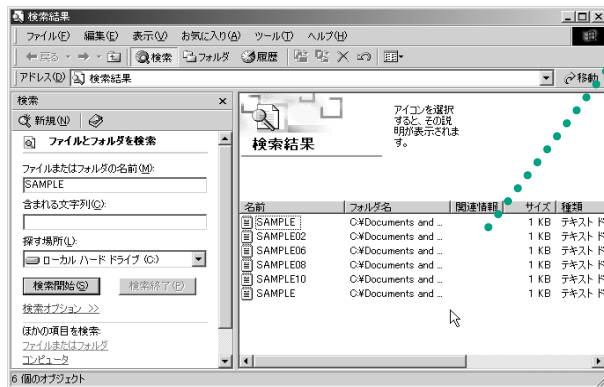 検索結果
ファイル(F) 編集(E) 表示(V) お気に入り(A) ツール(T) ヘルプ(H)
戻る 検索 フォルダ 履歴
アドレス(D) 検索結果 移動
検索 ×
新規(N)
ファイルとフォルダを検索
ファイルまたはフォルダの名前(M):
SAMPLE
含まれる文字列(C):
探す場所(L):
ローカル ハード ドライブ (C:)
検索開始(S) 検索終了(P)
検索オプション >>
ほかの項目を検索:
ファイルまたはフォルダ
コンピュータ
検索結果
アイコンを選択
すると、その説
明が表示されま
す。
名前 フォルダ名 関連情報 サイズ 種類
SAMPLE C:¥Documents and ... 1 KB テキスト ド
SAMPLE02 C:¥Documents and ... 1 KB テキスト ド
SAMPLE06 C:¥Documents and ... 1 KB テキスト ド
SAMPLE08 C:¥Documents and ... 1 KB テキスト ド
SAMPLE10 C:¥Documents and ... 1 KB テキスト ド
SAMPLE C:¥Documents and ... 1 KB テキスト ド
6 個のオブジェクト